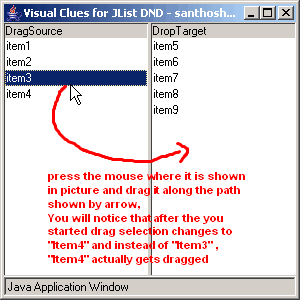 Visual Clues for JList DND - santhosh...
DragSource
DropTarget
item1
item2
item3
item4
item5
item6
item7
item8
item9
press the mouse where it is shown
in picture and drag it along the path
shown by arrow,
You will notice that after the you
started drag selection changes to
"Item4" and instead of "Item3" ,
"Item4" actually gets dragged
Java Application Window